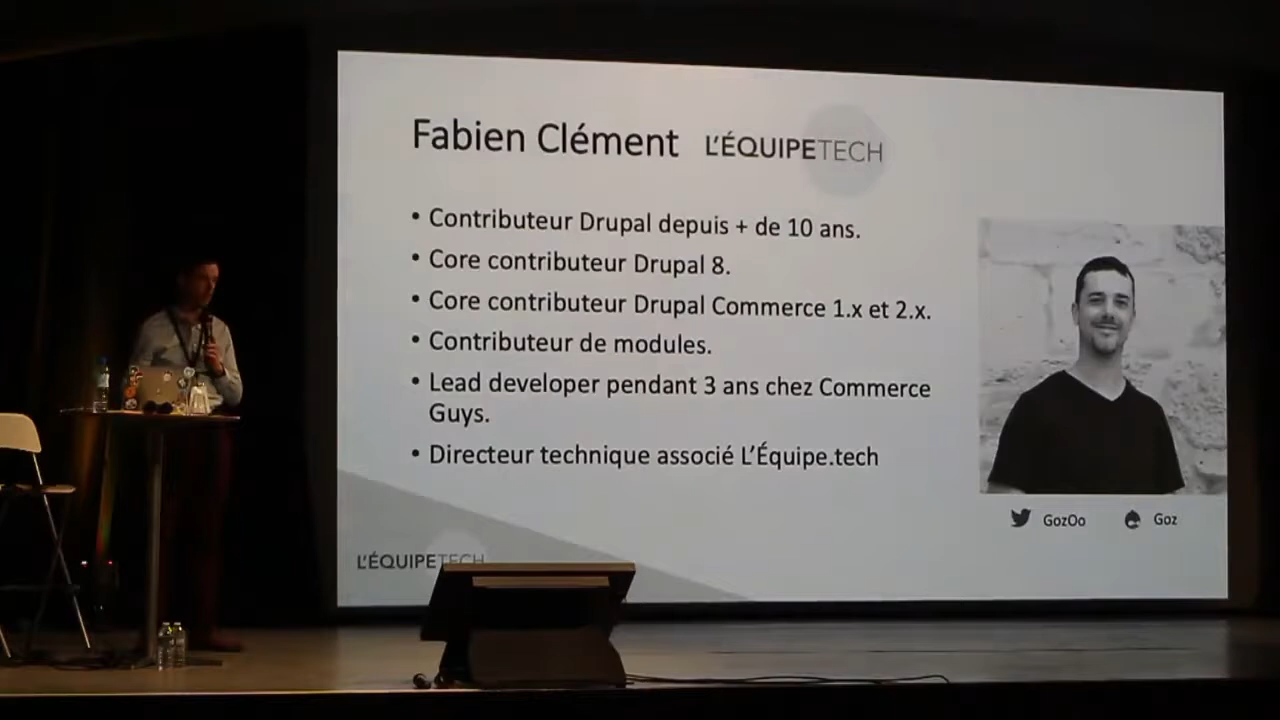 Fabien Clément L'ÉQUIPETECH
• Contributeur Drupal depuis + de 10 ans.
• Core contributeur Drupal 8.
• Core contributeur Drupal Commerce 1.x et 2.x.
• Contributeur de modules.
• Lead developer pendant 3 ans chez Commerce
Guys.
• Directeur technique associé L'Équipe.tech
GozOo Goz
L'ÉQUIPETECH